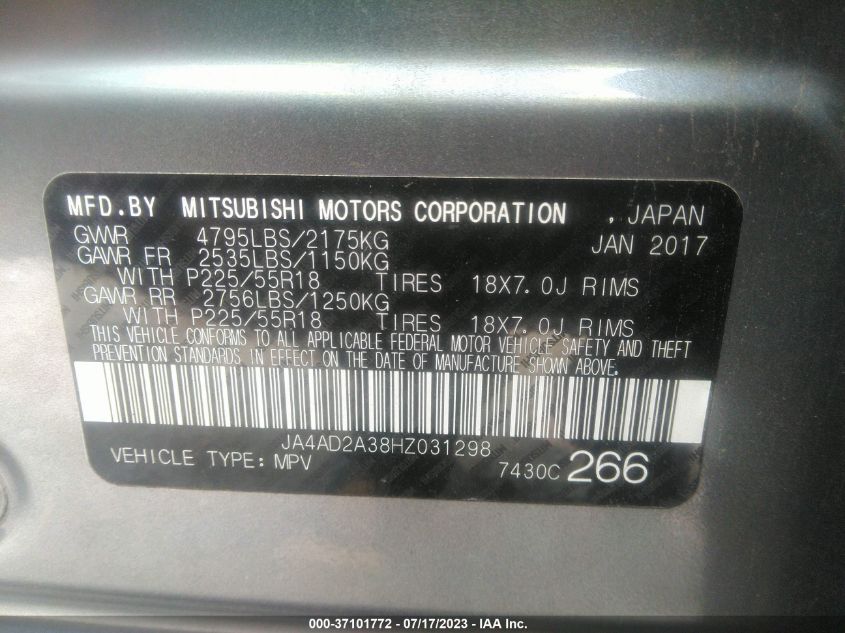 MFD.BY MITSUBISHI MOTORS CORPORATION , JAPAN
GVWR 4795LBS/2175KG JAN 2017
GAWR FR 2535LBS/1150KG
WITH P225/55R18 TIRES 18X7.0J RIMS
GAWR RR 2756LBS/1250KG
WITH P225/55R18 TIRES 18X7.0J RIMS
THIS VEHICLE CONFORMS TO ALL APPLICABLE FEDERAL MOTOR VEHICLE SAFETY AND THEFT
PREVENTION STANDARDS IN EFFECT ON THE DATE OF MANUFACTURE SHOWN ABOVE.
JA4AD2A38HZ031298
VEHICLE TYPE: MPV 7430C 266
000-37101772 - 07/17/2023 - IAA Inc.